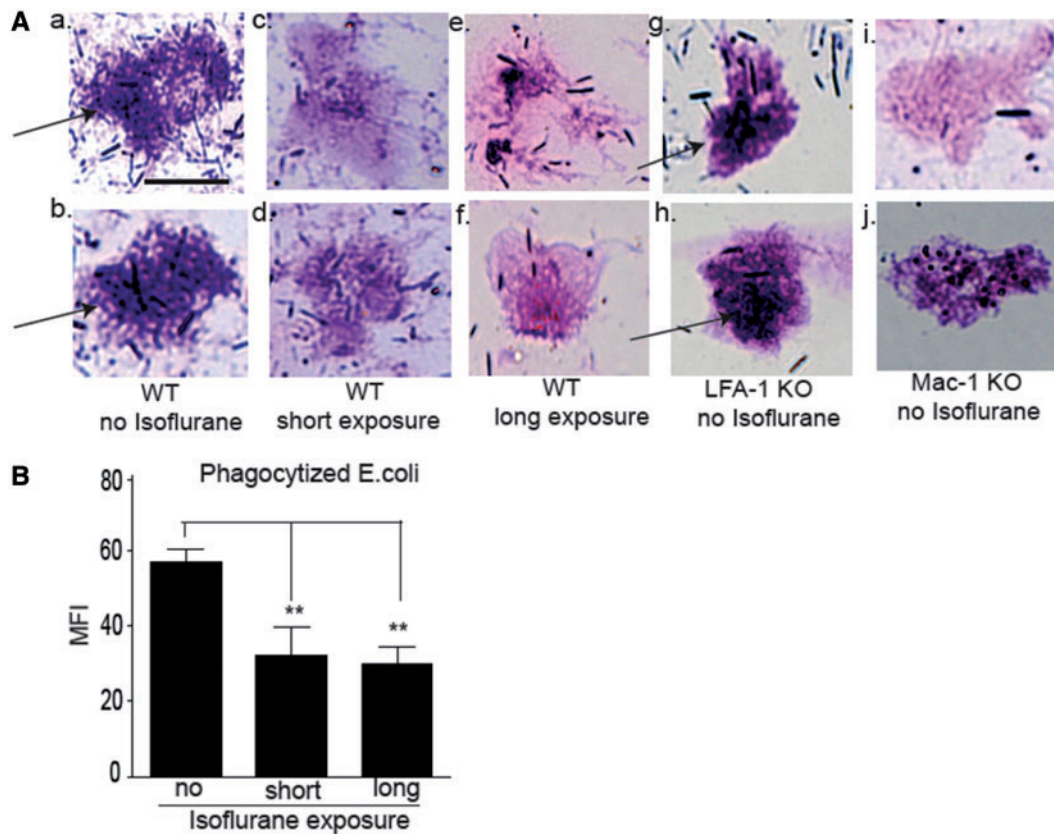 A
a.
c.
e.
g.
i.
b.
d.
f.
h.
j.
WT
no Isoflurane
WT
short exposure
WT
long exposure
LFA-1 KO
no Isoflurane
Mac-1 KO
no Isoflurane
B
Phagocytized E.coli
80
60
40
20
0
MFI
**
**
no short long
Isoflurane exposure